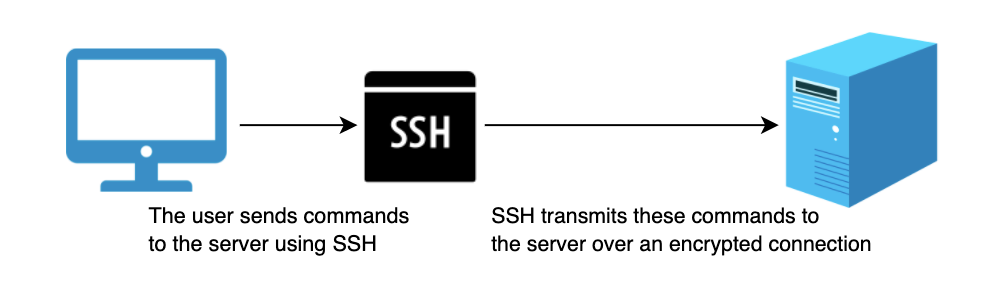 SSH
The user sends commands
to the server using SSH
SSH transmits these commands to
the server over an encrypted connection